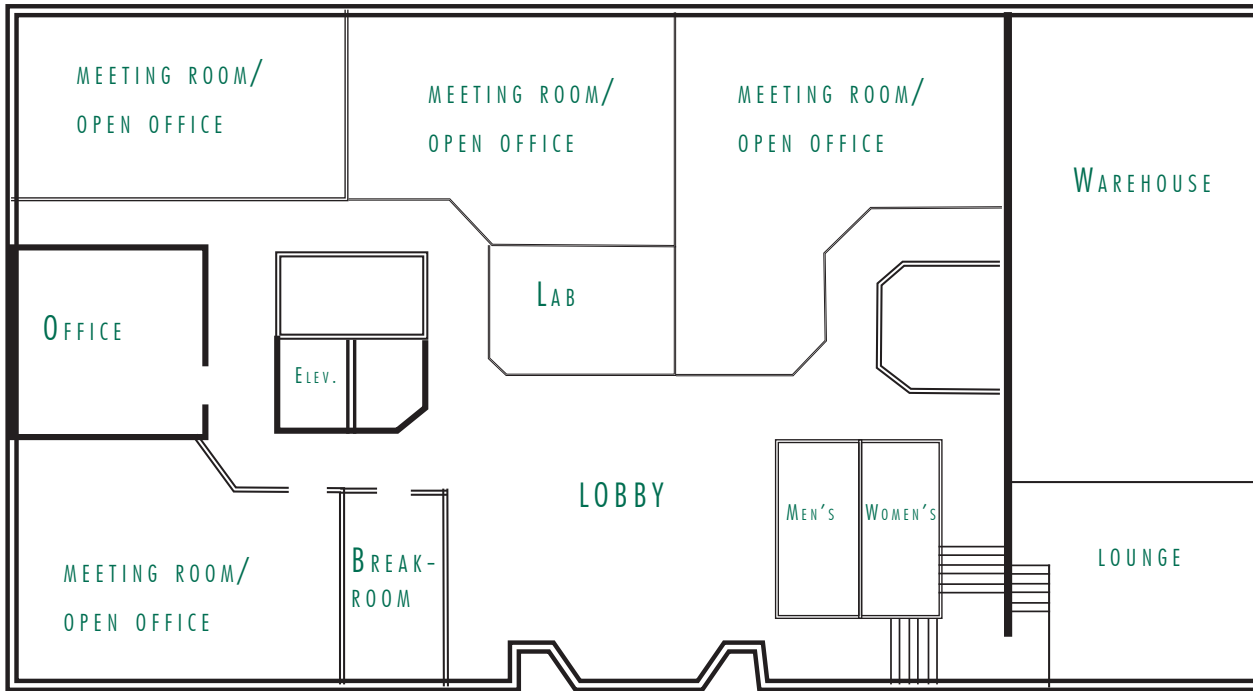 MEETING ROOM/
OPEN OFFICE
MEETING ROOM/
OPEN OFFICE
MEETING ROOM/
OPEN OFFICE
WAREHOUSE
OFFICE
LAB
ELEV.
LOBBY
MEN'S
WOMEN'S
BREAK-
ROOM
LOUNGE
MEETING ROOM/
OPEN OFFICE